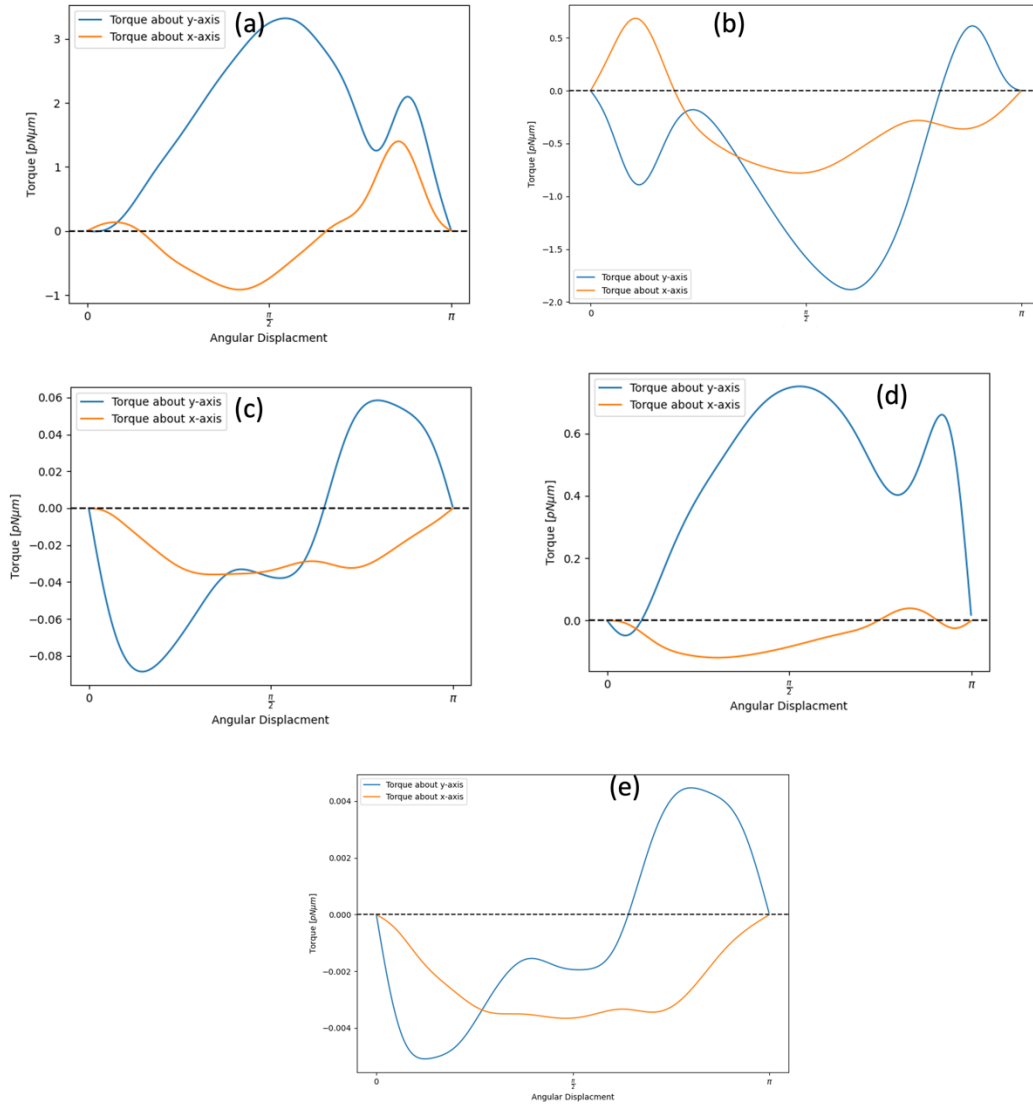 (a)
Torque about y-axis
Torque about x-axis
Torque [pNμm]
3
2
1
0
−1
0
π/2
π
Angular Displacment
(b)
Torque [pNμm]
0.5
0.0
−0.5
−1.0
−1.5
−2.0
Torque about y-axis
Torque about x-axis
0
π/2
π
Angular Displacment
(c)
Torque about y-axis
Torque about x-axis
Torque [pNμm]
0.06
0.04
0.02
0.00
−0.02
−0.04
−0.06
−0.08
0
π/2
π
Angular Displacment
(d)
Torque about y-axis
Torque about x-axis
Torque [pNμm]
0.6
0.4
0.2
0.0
0
π/2
π
Angular Displacment
(e)
Torque about y-axis
Torque about x-axis
Torque [pNμm]
0.004
0.002
0.000
−0.002
−0.004
0
π/2
π
Angular Displacment